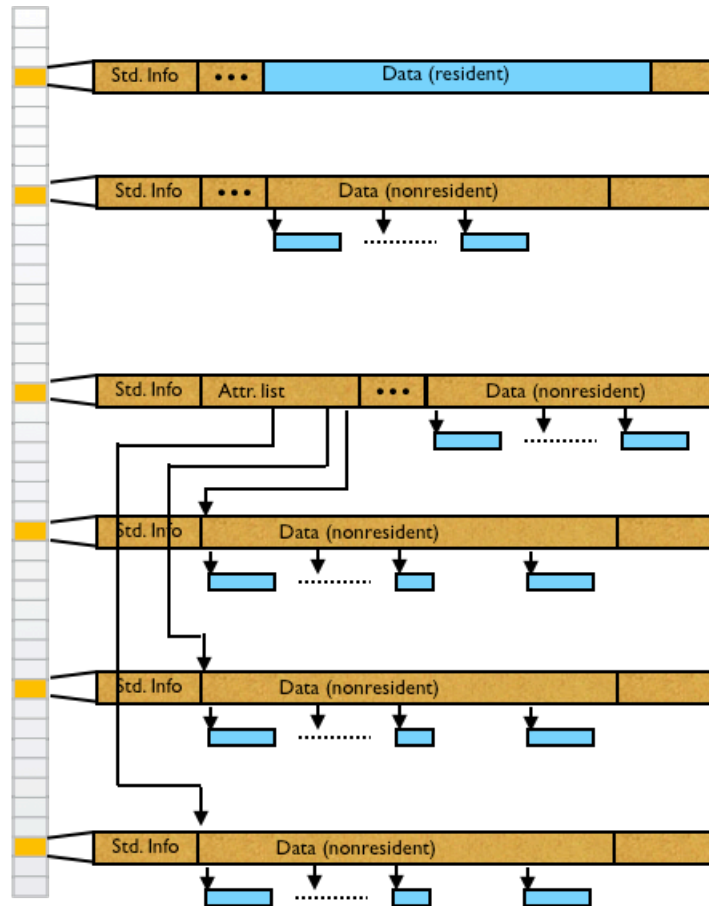 Std. Info ••• Data (resident)
Std. Info ••• Data (nonresident)
Std. Info Attr. list ••• Data (nonresident)
Std. Info Data (nonresident)
Std. Info Data (nonresident)
Std. Info Data (nonresident)